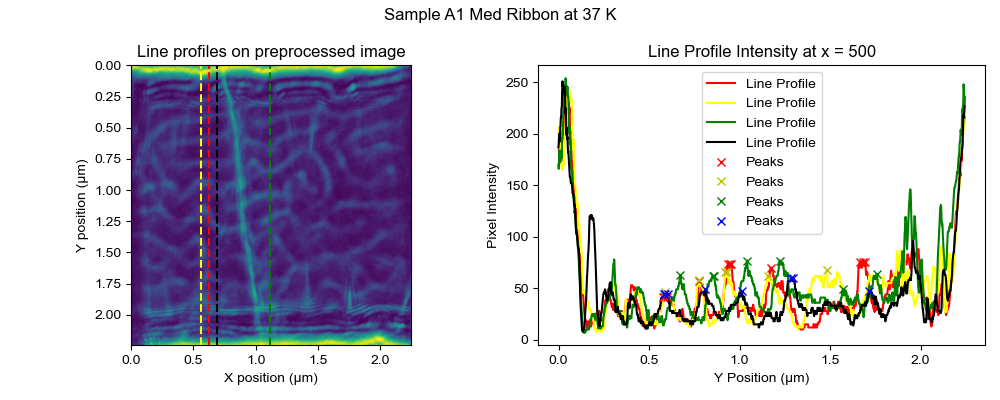 Sample A1 Med Ribbon at 37 K
Line profiles on preprocessed image
0.00
0.25
0.50
0.75
1.00
1.25
1.50
1.75
2.00
Y position (μm)
0.0
0.5
1.0
1.5
2.0
X position (μm)
Line Profile Intensity at x = 500
250
200
150
100
50
0
Pixel Intensity
Line Profile
Line Profile
Line Profile
Line Profile
Peaks
Peaks
Peaks
Peaks
0.0
0.5
1.0
1.5
2.0
Y Position (μm)